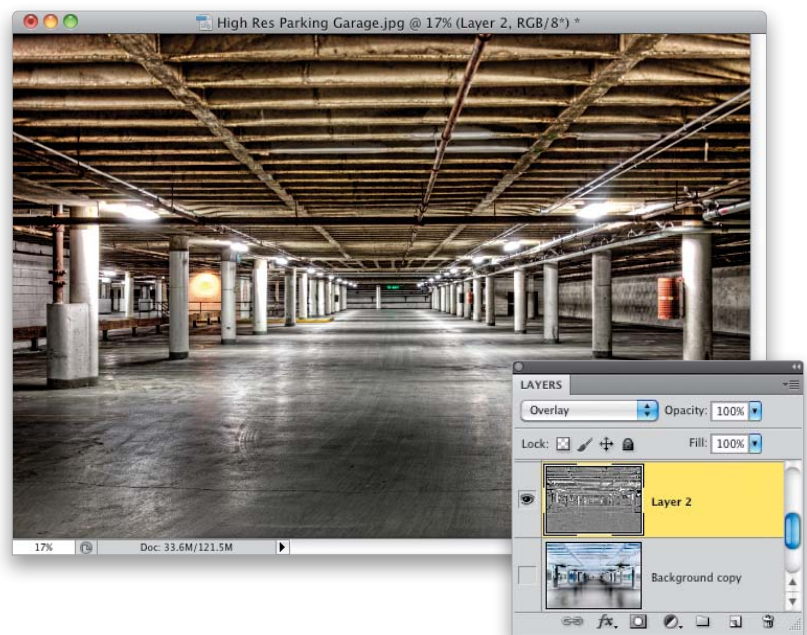 High Res Parking Garage.jpg @ 17% (Layer 2, RGB/8*) *
17%
Doc: 33.6M/121.5M
LAYERS
Overlay
Opacity: 100%
Lock:
Fill: 100%
Layer 2
Background copy
fx